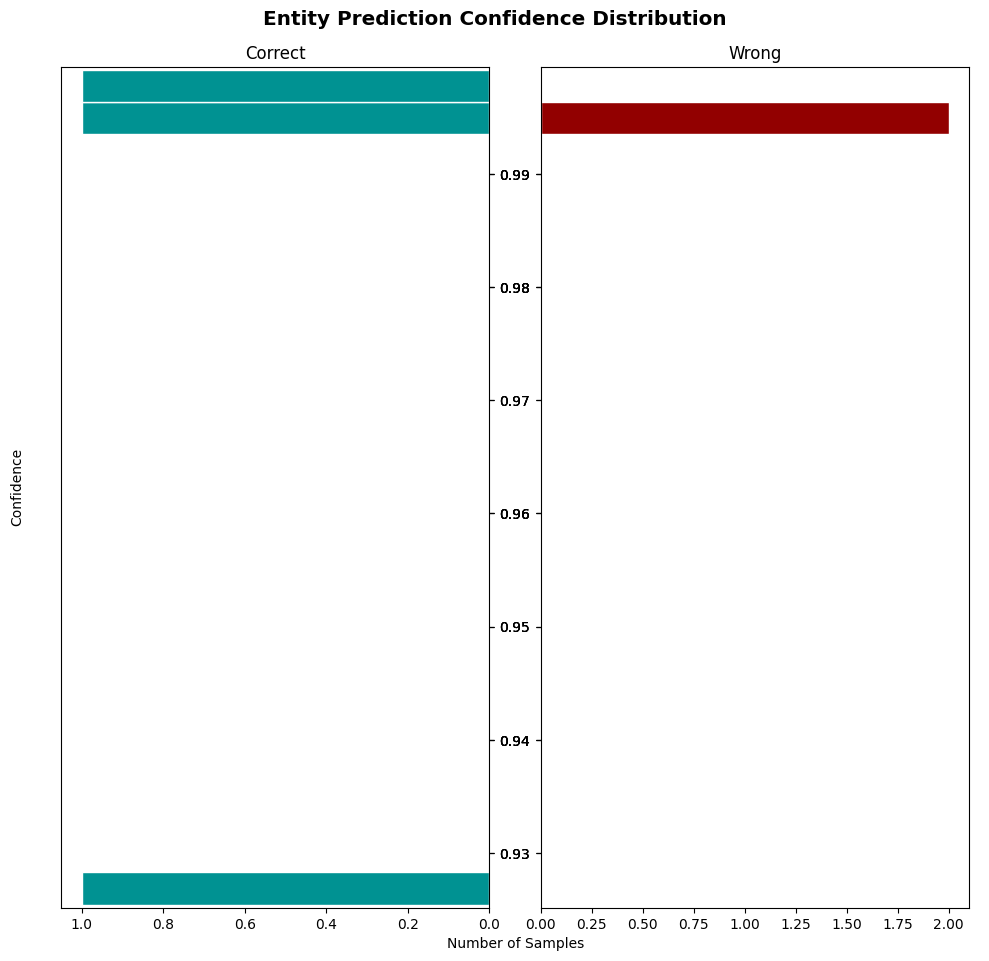 Entity Prediction Confidence Distribution
Correct
Wrong
0.99
0.98
0.97
0.96
0.95
0.94
0.93
Confidence
1.0 0.8 0.6 0.4 0.2 0.0
0.00 0.25 0.50 0.75 1.00 1.25 1.50 1.75 2.00
Number of Samples